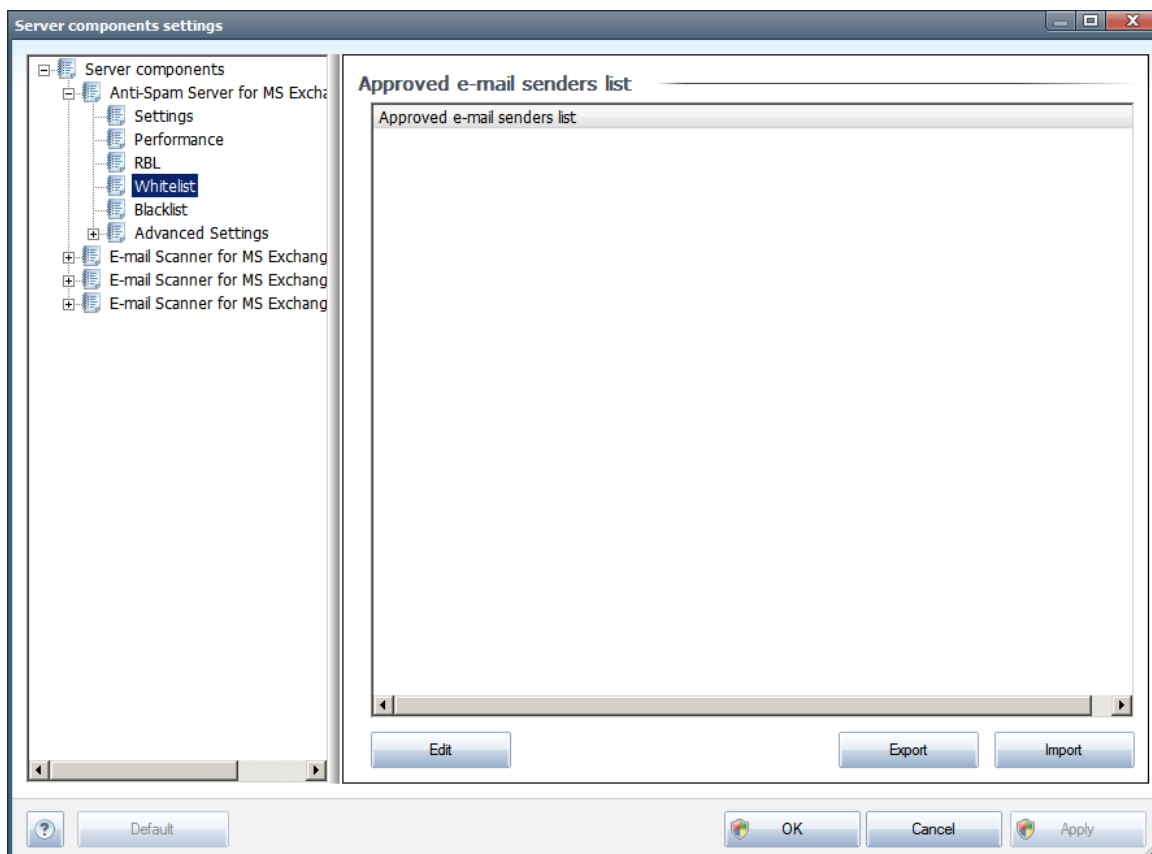 Server components settings
Server components
Anti-Spam Server for MS Excha
Settings
Performance
RBL
Whitelist
Blacklist
Advanced Settings
E-mail Scanner for MS Exchang
E-mail Scanner for MS Exchang
E-mail Scanner for MS Exchang
Approved e-mail senders list
Approved e-mail senders list
Edit
Export
Import
?
Default
OK
Cancel
Apply